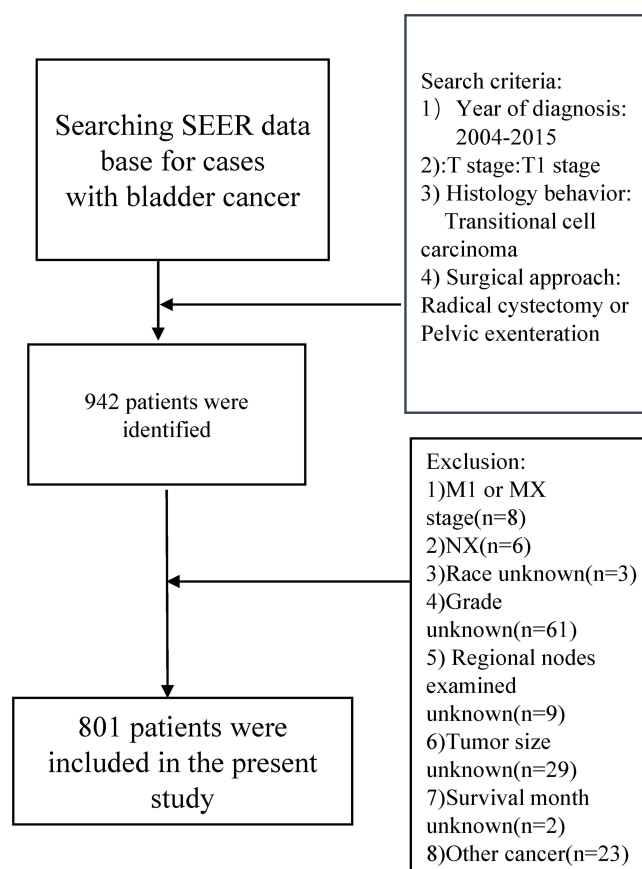 Searching SEER data
base for cases
with bladder cancer
Search criteria:
1） Year of diagnosis:
2004-2015
2):T stage:T1 stage
3) Histology behavior:
Transitional cell
carcinoma
4) Surgical approach:
Radical cystectomy or
Pelvic exenteration
942 patients were
identified
Exclusion:
1)M1 or MX
stage(n=8)
2)NX(n=6)
3)Race unknown(n=3)
4)Grade
unknown(n=61)
5) Regional nodes
examined
unknown(n=9)
6)Tumor size
unknown(n=29)
7)Survival month
unknown(n=2)
8)Other cancer(n=23)
801 patients were
included in the present
study